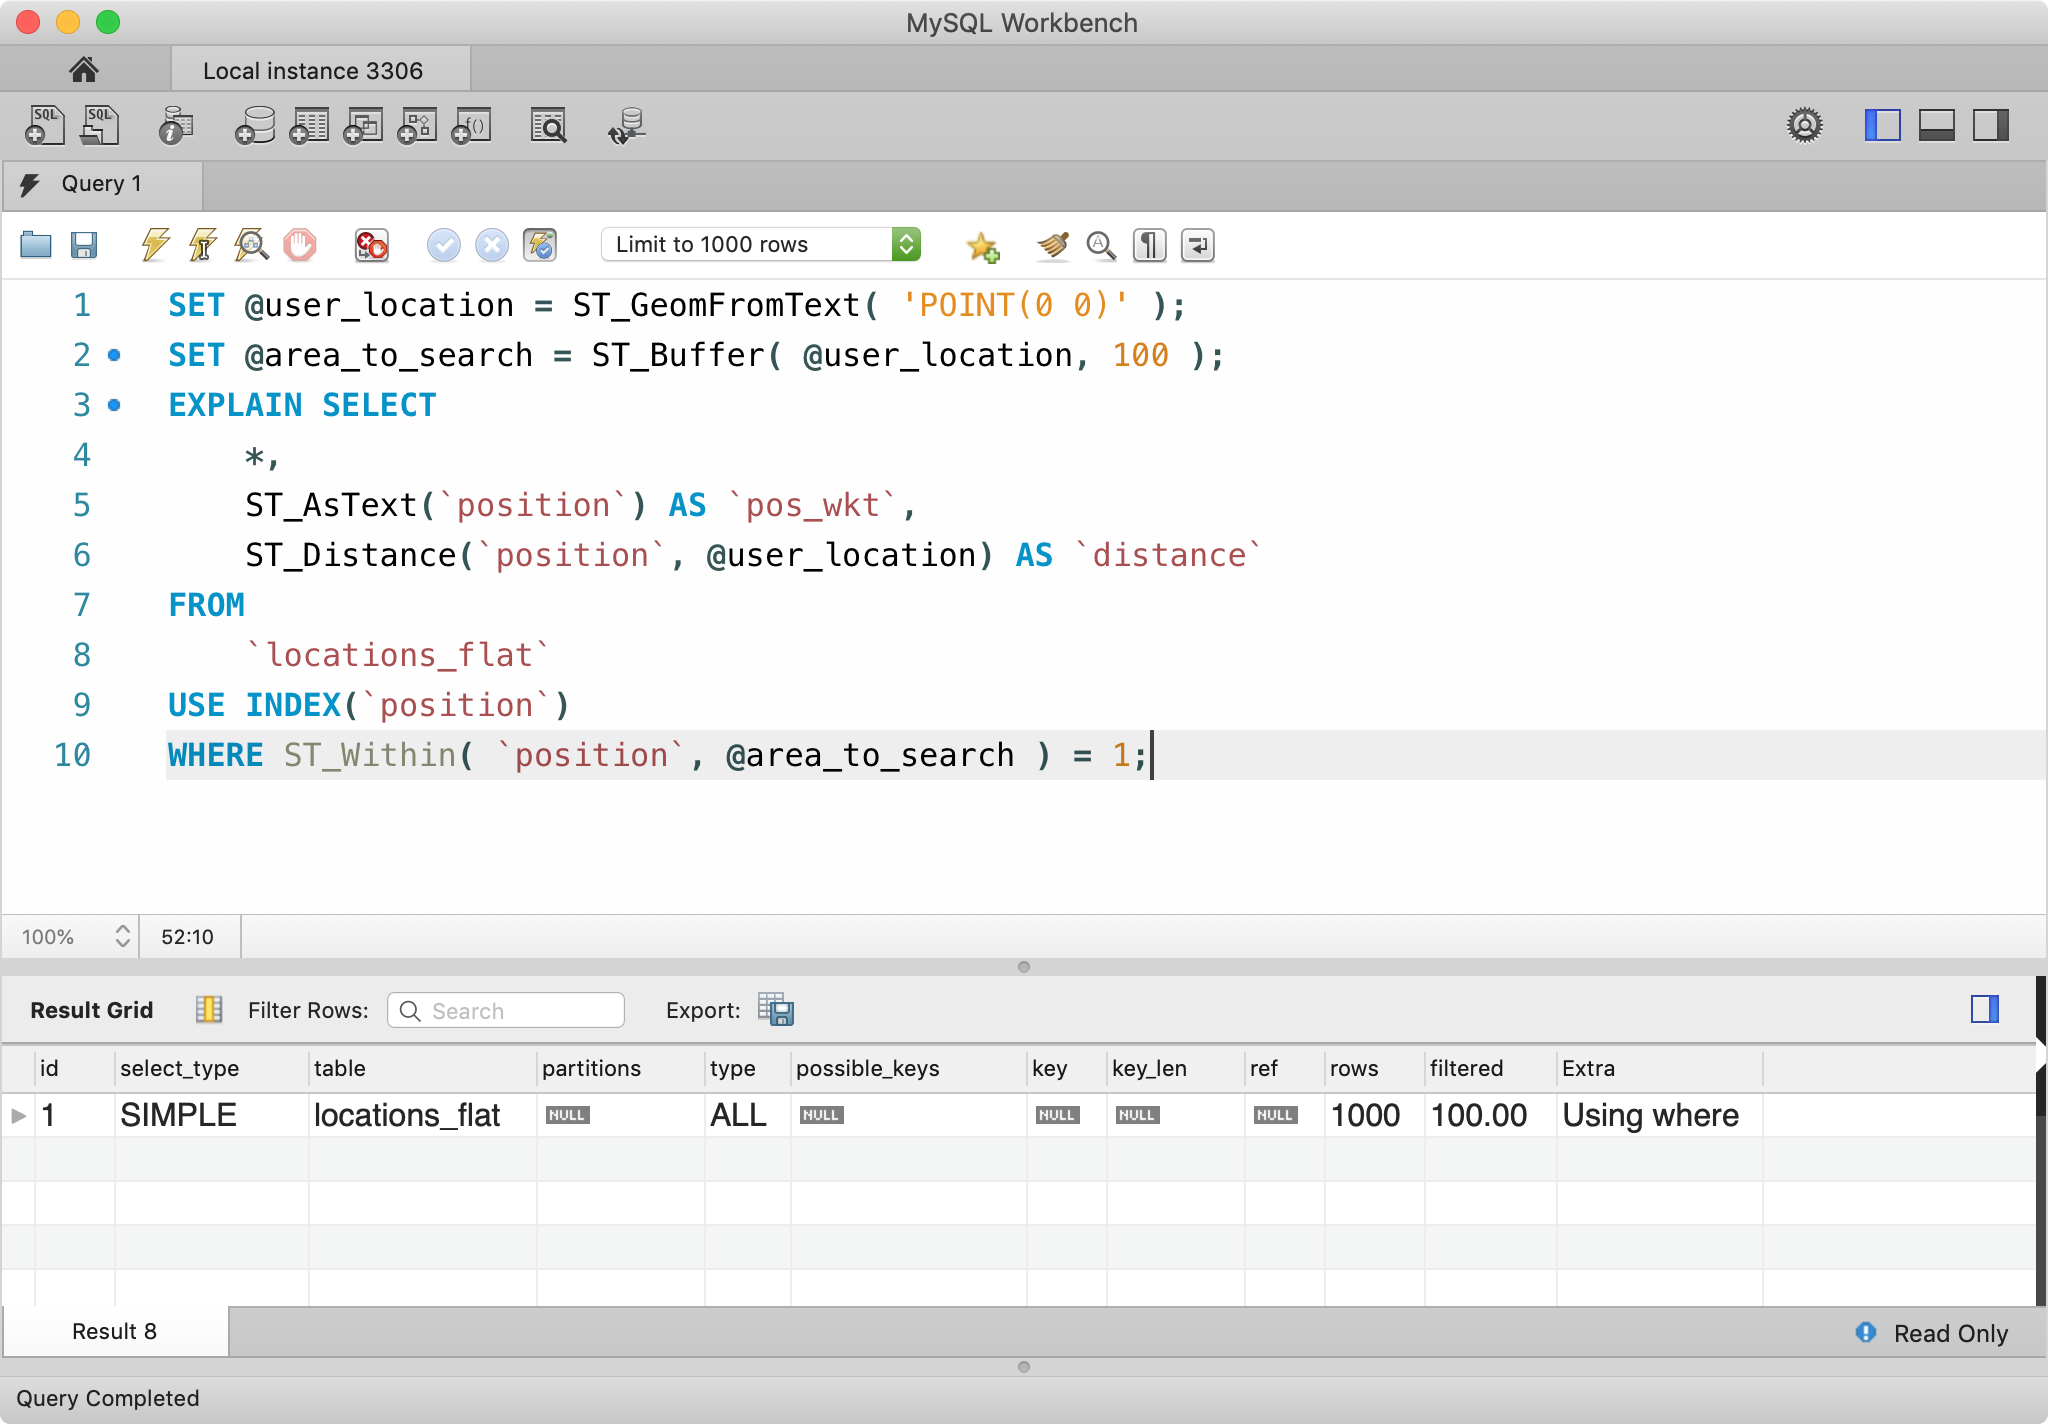 MySQL Workbench
Local instance 3306
SQL SQL
f()
Query 1
Limit to 1000 rows
1 SET @user_location = ST_GeomFromText( 'POINT(0 0)' );
2 SET @area_to_search = ST_Buffer( @user_location, 100 );
3 EXPLAIN SELECT
4 *,
5 ST_AsText(`position`) AS `pos_wkt`,
6 ST_Distance(`position`, @user_location) AS `distance`
7 FROM
8 `locations_flat`
9 USE INDEX(`position`)
10 WHERE ST_Within( `position`, @area_to_search ) = 1;
100% 52:10
Result Grid Filter Rows: Search Export:
id select_type table partitions type possible_keys key key_len ref rows filtered Extra
1 SIMPLE locations_flat NULL ALL NULL NULL NULL NULL 1000 100.00 Using where
Result 8 Read Only
Query Completed